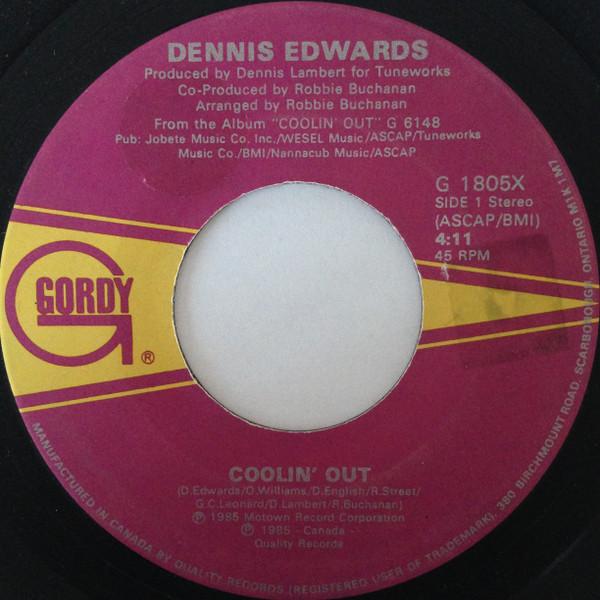 DENNIS EDWARDS
Produced by Dennis Lambert for Tuneworks
Co-Produced by Robbie Buchanan
Arranged by Robbie Buchanan
From the Album "COOLIN' OUT" G 6148
Pub: Jobete Music Co. Inc./WESEL Music/ASCAP/Tuneworks
Music Co./BMI/Nannacub Music/ASCAP
G 1805X
SIDE 1 Stereo
(ASCAP/BMI)
4:11
45 RPM
GORDY
®
COOLIN' OUT
(D.Edwards/O.Williams/D.English/R.Street/
G.C.Leonard/D.Lambert/R.Buchanan)
℗ 1985 Motown Record Corporation
℗ 1985 - Canada -
Quality Records
MANUFACTURED IN CANADA BY QUALITY RECORDS (REGISTERED USER OF TRADEMARK), 380 BIRCHMOUNT ROAD, SCARBOROUGH, ONTARIO M1K 1M7